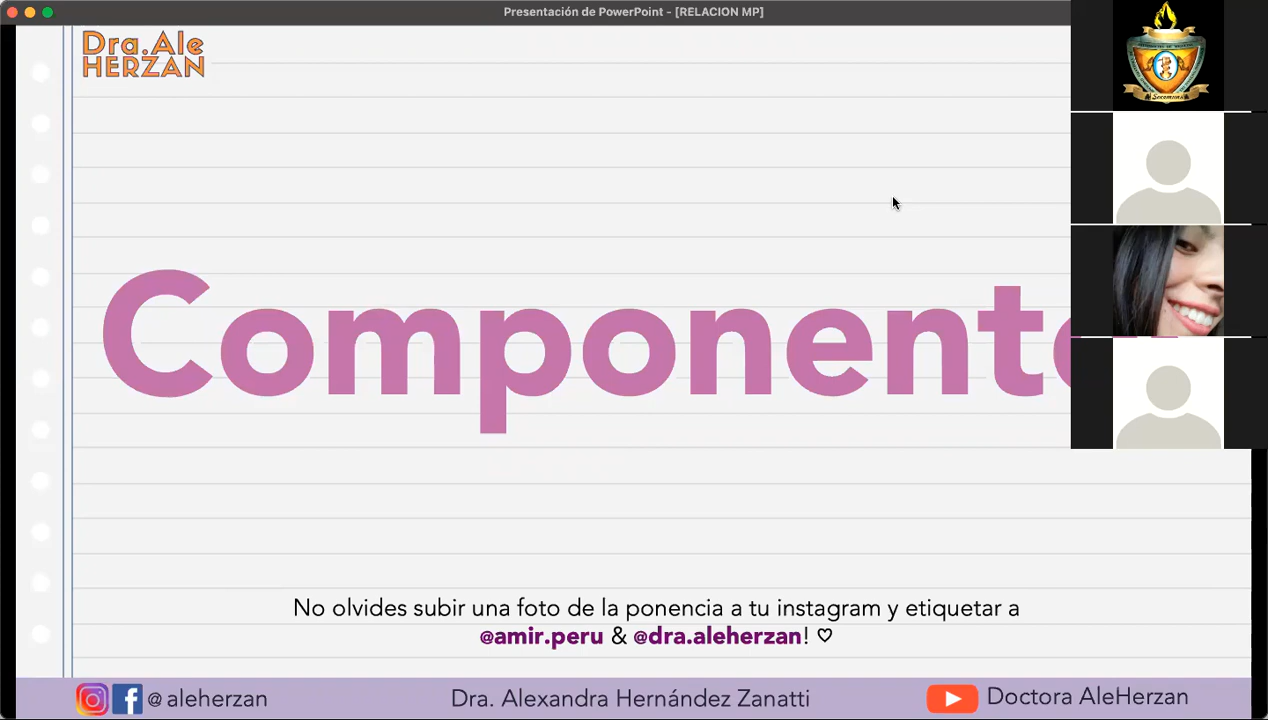 Presentación de PowerPoint - [RELACION MP]
Dra.Ale
HERZAN
Component
No olvides subir una foto de la ponencia a tu instagram y etiquetar a
@amir.peru & @dra.aleherzan! ♡
@aleherzan
Dra. Alexandra Hernández Zanatti
Doctora AleHerzan